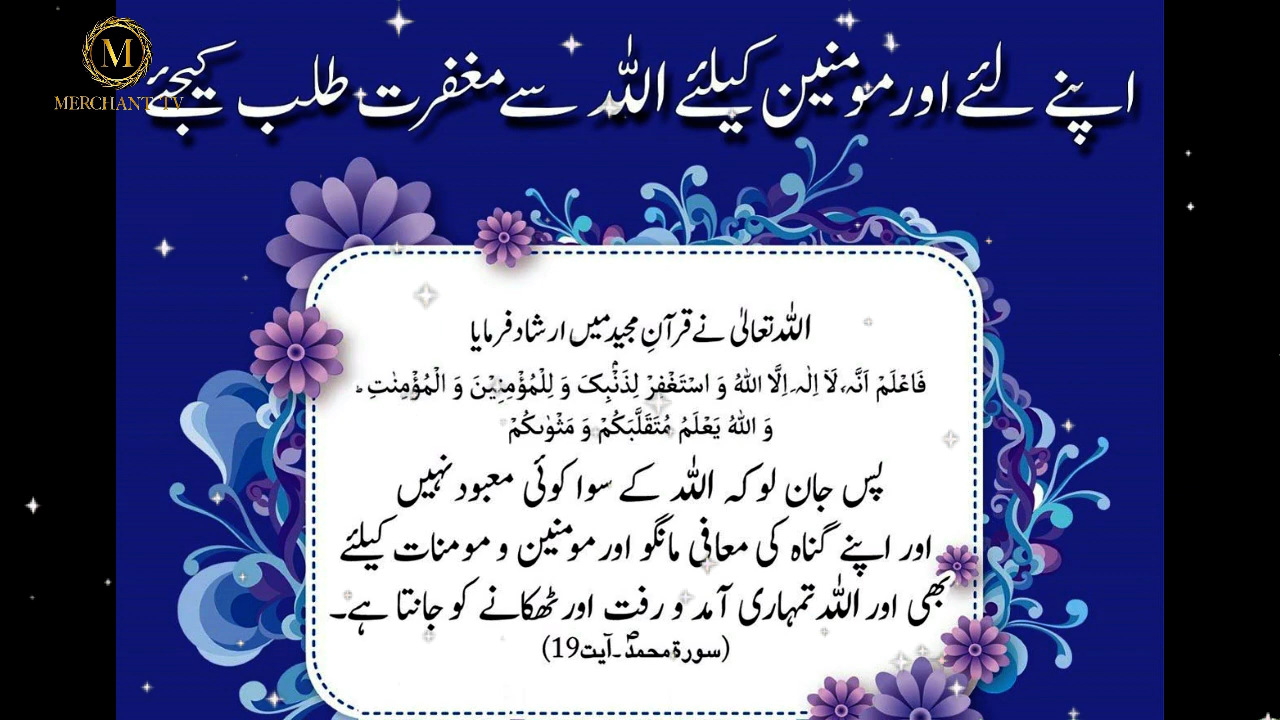 اپنے لئے اور مومنین کیلئے اللہ سے مغفرت طلب کیجئے
M
MERCHANT TV
اللہ تعالیٰ نے قرآنِ مجید میں ارشاد فرمایا
فَاعْلَمْ اَنَّہٗ لَاۤ اِلٰہَ اِلَّا اللہُ وَ اسْتَغْفِرْ لِذَنْۢبِکَ وَ لِلْمُؤْمِنِیْنَ وَ الْمُؤْمِنٰتِ ؕ
وَ اللہُ یَعْلَمُ مُتَقَلَّبَکُمْ وَ مَثْوٰىکُمْ
پس جان لو کہ اللہ کے سوا کوئی معبود نہیں
اور اپنے گناہ کی معافی مانگو اور مومنین و مومنات کیلئے
بھی اور اللہ تمہاری آمد و رفت اور ٹھکانے کو جانتا ہے۔
(سورۃ محمدؐ۔آیت19)